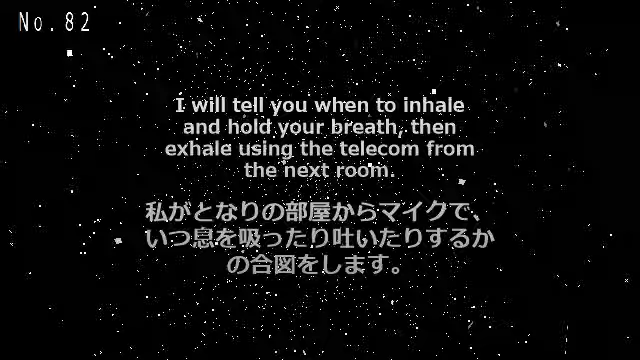 No.82
I will tell you when to inhale
and hold your breath, then
exhale using the telecom from
the next room.
私がとなりの部屋からマイクで、
いつ息を吸ったり吐いたりするか
の合図をします。